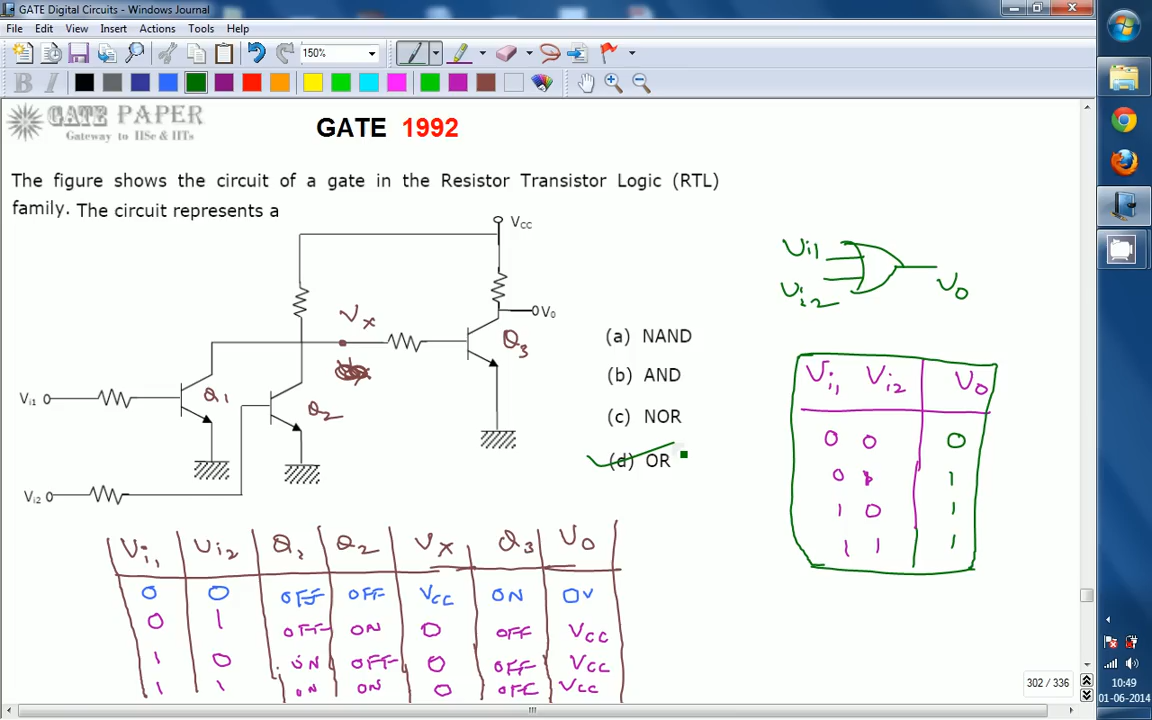 GATE Digital Circuits - Windows Journal
File Edit View Insert Actions Tools Help
150%
B I
GATE PAPER
Gateway to IISc & IITs
GATE 1992
The figure shows the circuit of a gate in the Resistor Transistor Logic (RTL)
family. The circuit represents a
VCC
V0
Vx
Q3
Vi1
Q1
Q2
Vi2
(a) NAND
(b) AND
(c) NOR
(d) OR
Vi1
Vi2
V0
Vi1 Vi2 V0
0 0 0
0 1 1
1 0 1
1 1 1
Vi1 Vi2 Q1 Q2 Vx Q3 V0
0 0 OFF OFF VCC ON 0V
0 1 OFF ON 0 OFF VCC
1 0 ON OFF 0 OFF VCC
1 1 ON ON 0 OFF VCC
302 / 336
10:49
01-06-2014